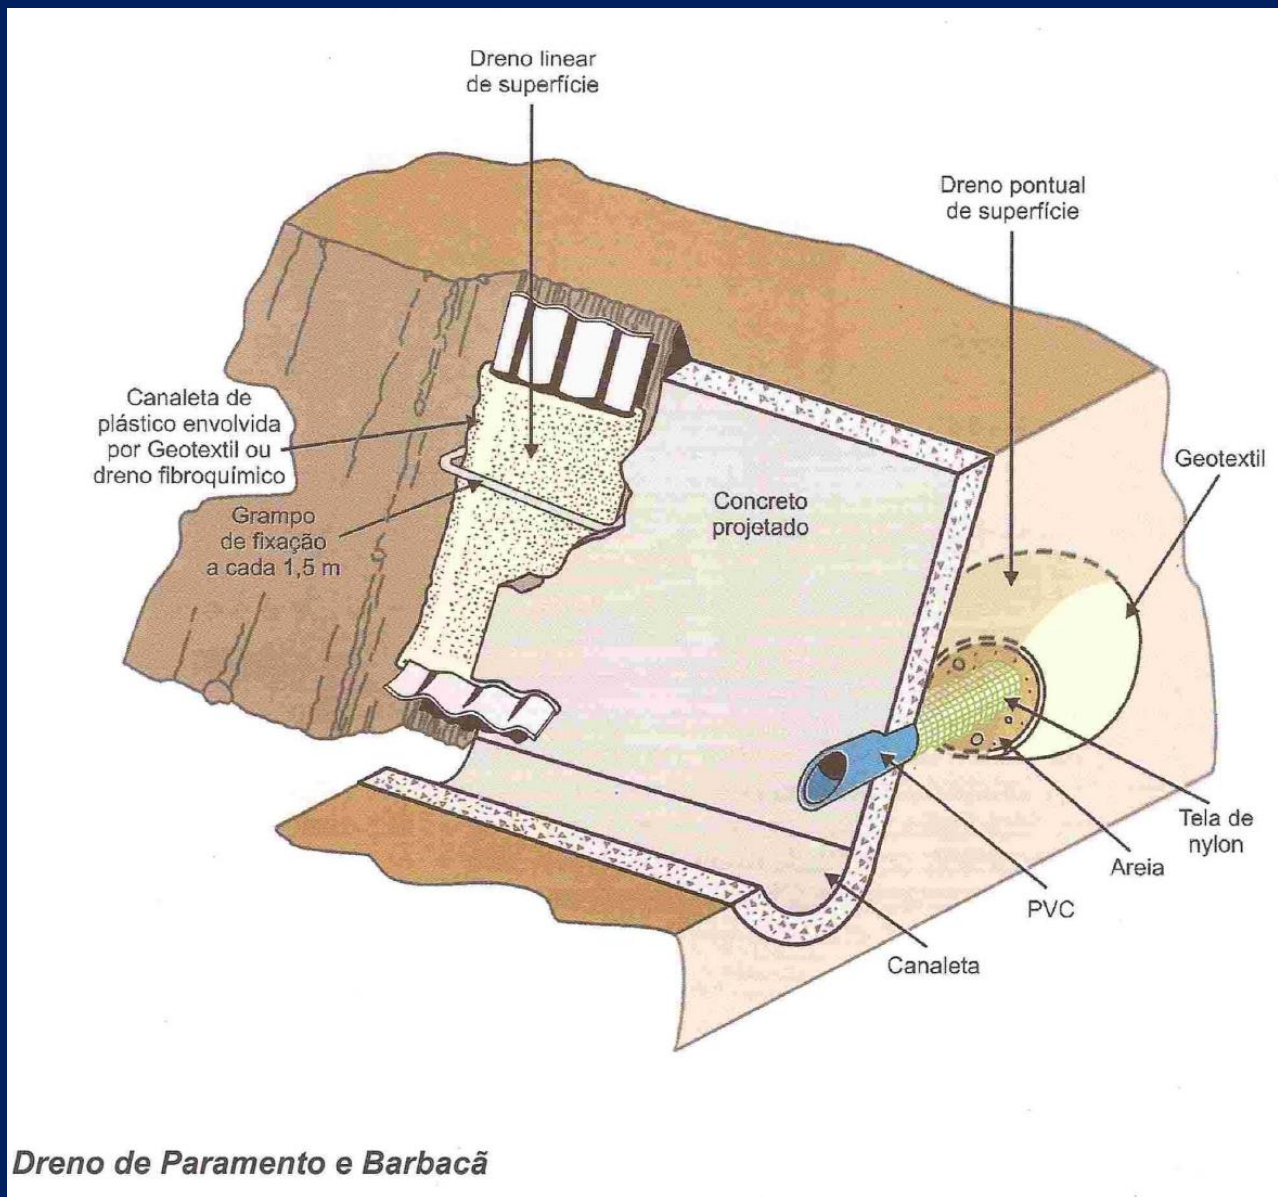 Dreno linear
de superfície
Dreno pontual
de superfície
Canaleta de
plástico envolvida
por Geotextil ou
dreno fibroquímico
Geotextil
Grampo
de fixação
a cada 1,5 m
Concreto
projetado
Tela de
nylon
Areia
PVC
Canaleta
Dreno de Paramento e Barbacã